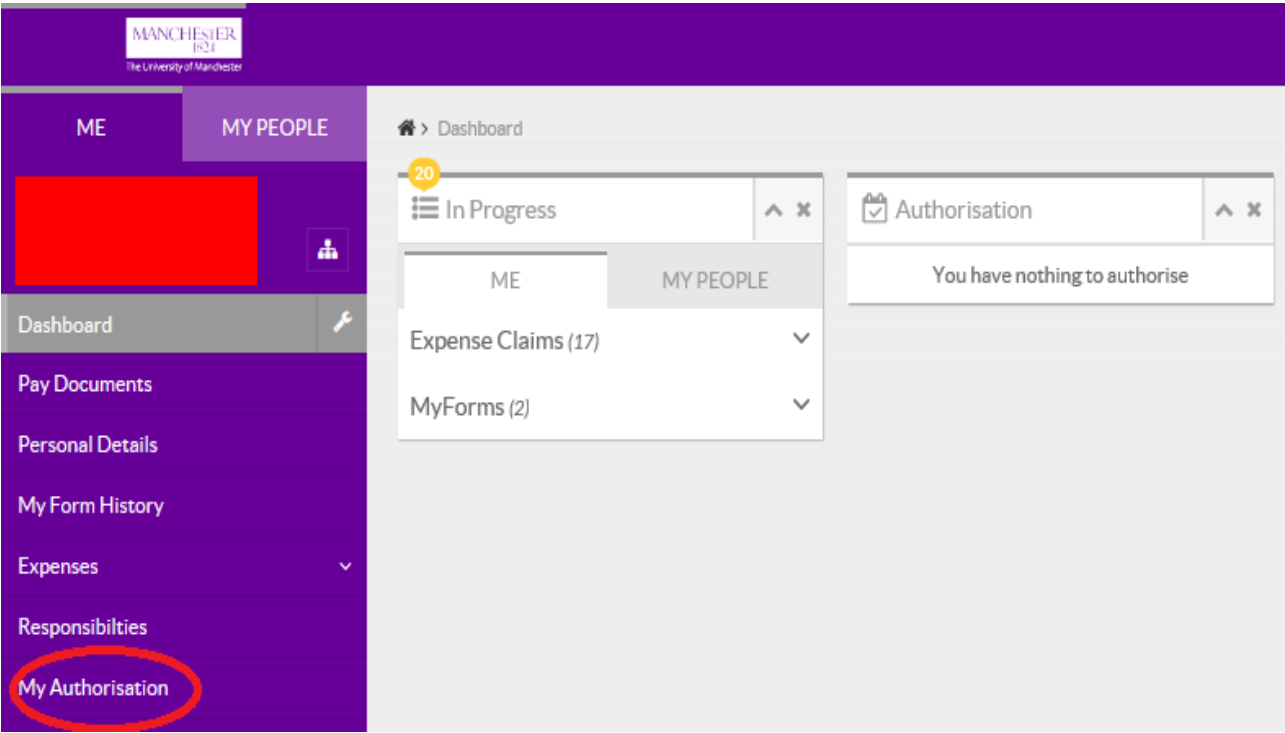 MANCHESTER
1824
The University of Manchester
ME MY PEOPLE
Dashboard
20
In Progress
Authorisation
ME MY PEOPLE
You have nothing to authorise
Expense Claims (17)
MyForms (2)
Dashboard
Pay Documents
Personal Details
My Form History
Expenses
Responsibilties
My Authorisation